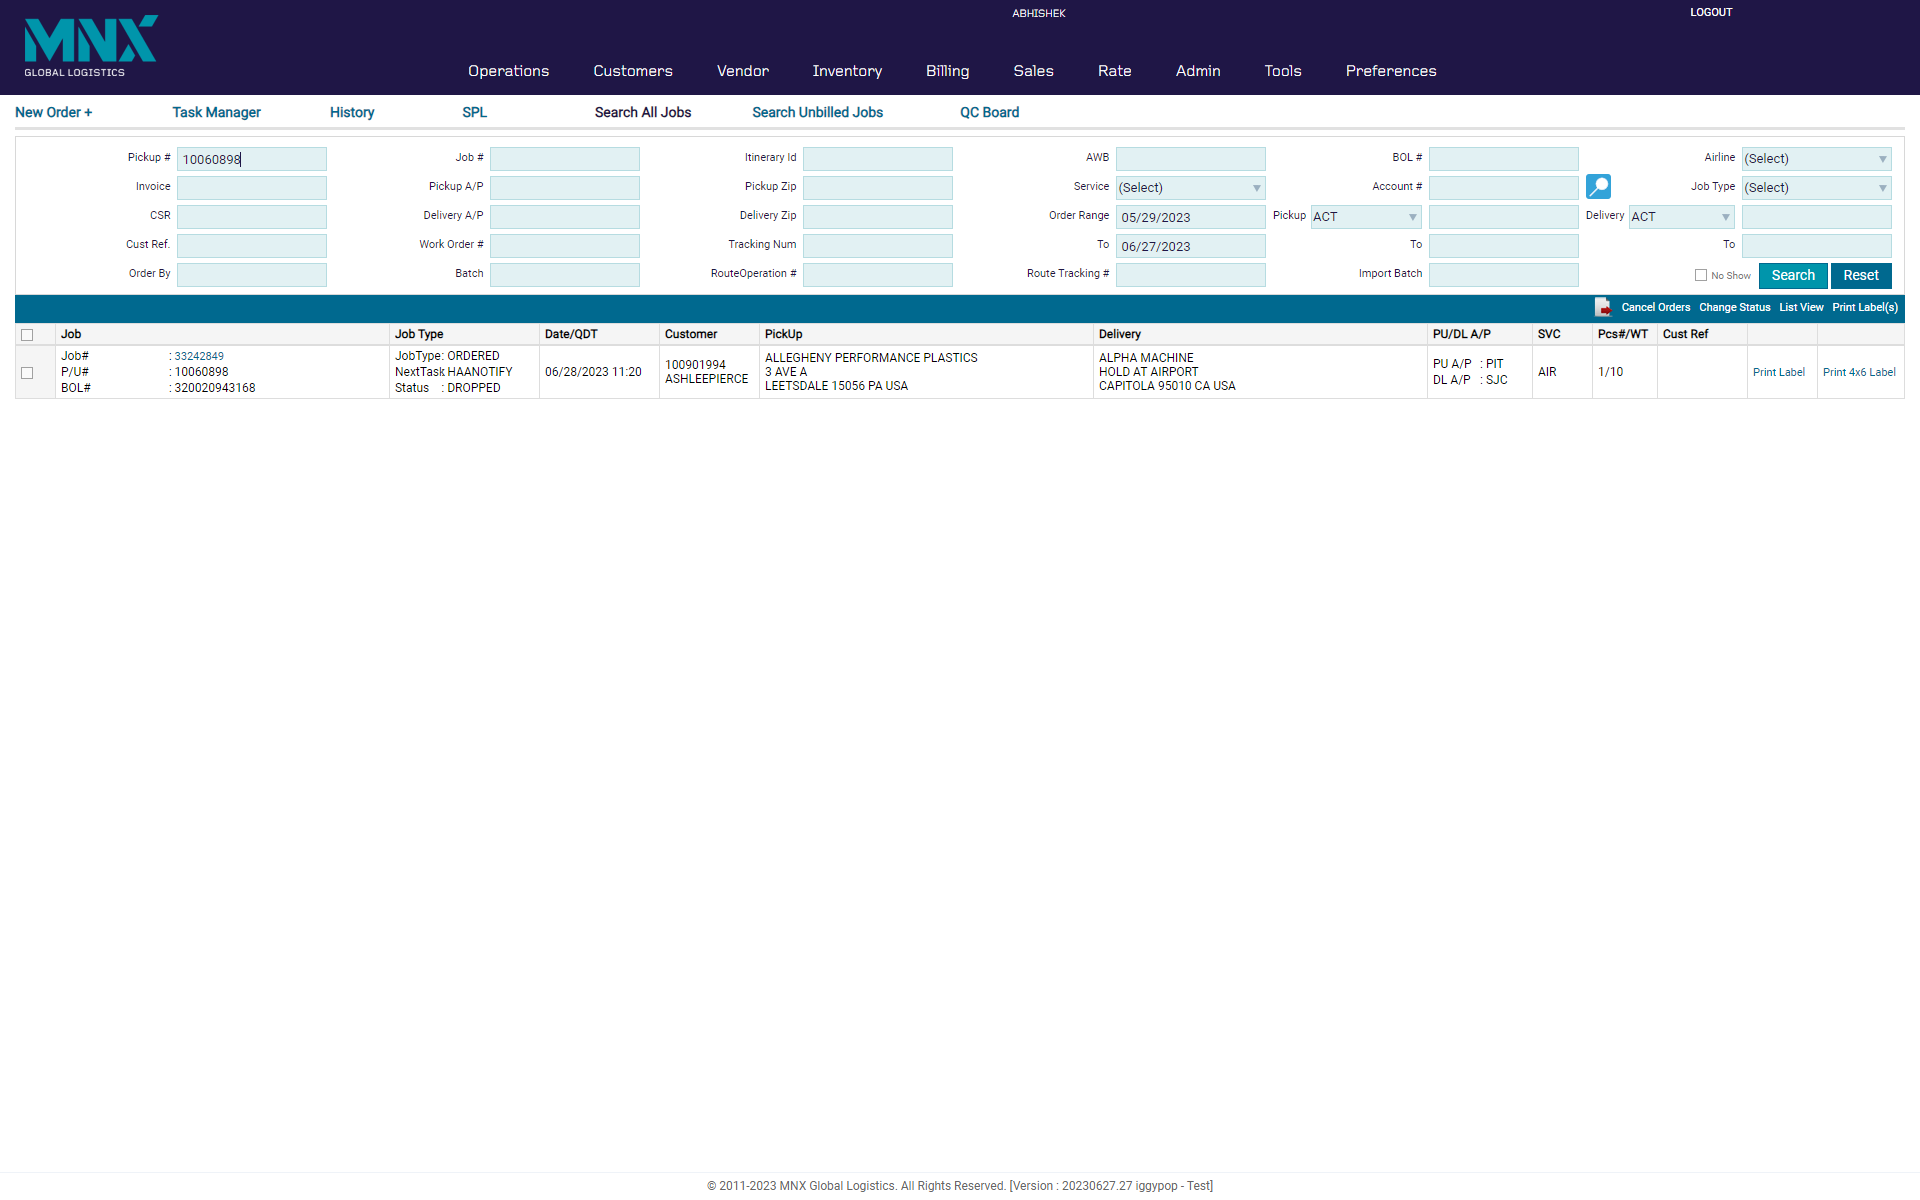 MNX
GLOBAL LOGISTICS
ABHISHEK
LOGOUT
Operations Customers Vendor Inventory Billing Sales Rate Admin Tools Preferences
New Order + Task Manager History SPL Search All Jobs Search Unbilled Jobs QC Board
Pickup # 10060898 Job # Itinerary Id AWB BOL # Airline (Select)
Invoice Pickup A/P Pickup Zip Service (Select) Account # Job Type (Select)
CSR Delivery A/P Delivery Zip Order Range 05/29/2023 Pickup ACT Delivery ACT
Cust Ref. Work Order # Tracking Num To 06/27/2023 To To
Order By Batch RouteOperation # Route Tracking # Import Batch No Show Search Reset
Cancel Orders Change Status List View Print Label(s)
Job Job Type Date/QDT Customer PickUp Delivery PU/DL A/P SVC Pcs#/WT Cust Ref
Job# : 33242849
P/U# : 10060898
BOL# : 320020943168
JobType: ORDERED
NextTask HAANOTIFY
Status : DROPPED
06/28/2023 11:20
100901994
ASHLEEPIERCE
ALLEGHENY PERFORMANCE PLASTICS
3 AVE A
LEETSDALE 15056 PA USA
ALPHA MACHINE
HOLD AT AIRPORT
CAPITOLA 95010 CA USA
PU A/P : PIT
DL A/P : SJC
AIR
1/10
Print Label
Print 4x6 Label
© 2011-2023 MNX Global Logistics. All Rights Reserved. [Version : 20230627.27 iggypop - Test]